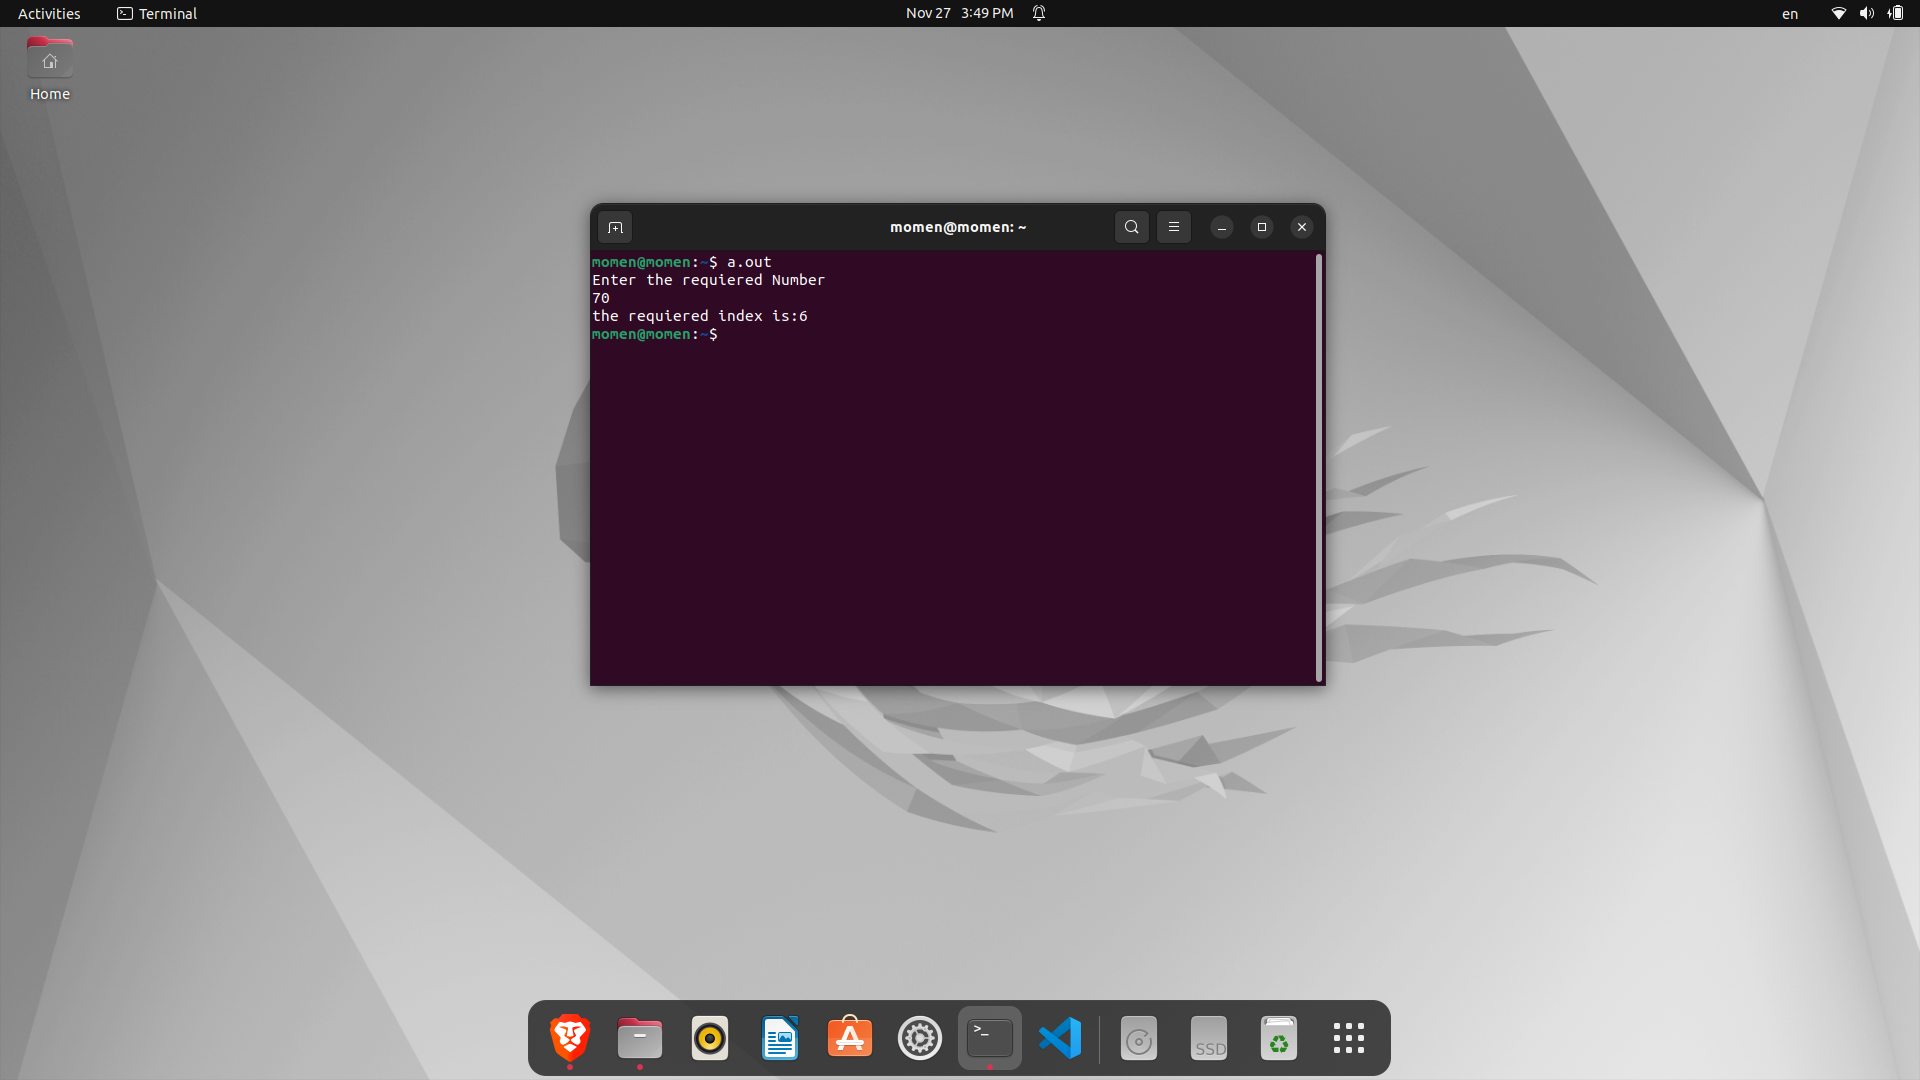 Activities
Terminal
Nov 27 3:49 PM
en
Home
momen@momen: ~
momen@momen:~$ a.out
Enter the requiered Number
70
the requiered index is:6
momen@momen:~$
>_
SSD